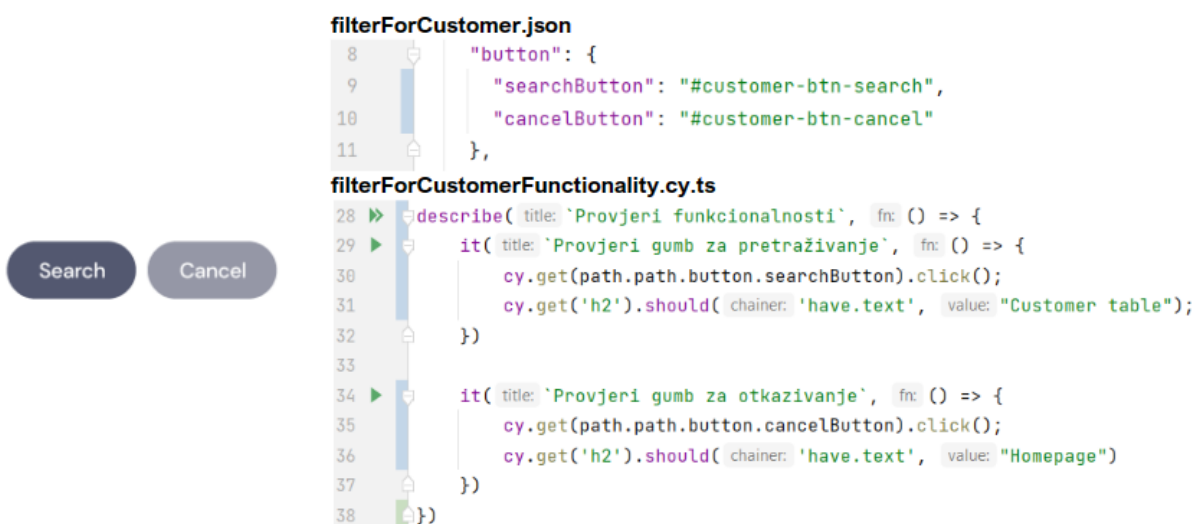 filterForCustomer.json
8 "button": {
9 "searchButton": "#customer-btn-search",
10 "cancelButton": "#customer-btn-cancel"
11 },
filterForCustomerFunctionality.cy.ts
28 describe( title: `Provjeri funkcionalnosti`, fn: () => {
29 it( title: `Provjeri gumb za pretraživanje`, fn: () => {
30 cy.get(path.path.button.searchButton).click();
31 cy.get('h2').should( chainer: 'have.text', value: "Customer table");
32 })
33
34 it( title: `Provjeri gumb za otkazivanje`, fn: () => {
35 cy.get(path.path.button.cancelButton).click();
36 cy.get('h2').should( chainer: 'have.text', value: "Homepage")
37 })
38 })
Search Cancel